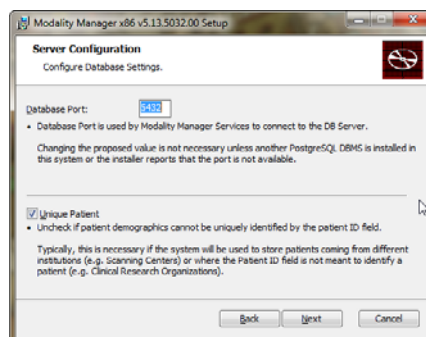 Modality Manager x86 v5.13.5032.00 Setup
Server Configuration
Configure Database Settings.
Database Port:
5432
• Database Port is used by Modality Manager Services to connect to the DB Server.
Changing the proposed value is not necessary unless another PostgreSQL DBMS is installed in
this system or the installer reports that the port is not available.
Unique Patient
• Uncheck if patient demographics cannot be uniquely identified by the patient ID field.
Typically, this is necessary if the system will be used to store patients coming from different
institutions (e.g. Scanning Centers) or where the Patient ID field is not meant to identify a
patient (e.g. Clinical Research Organizations).
Back Next Cancel